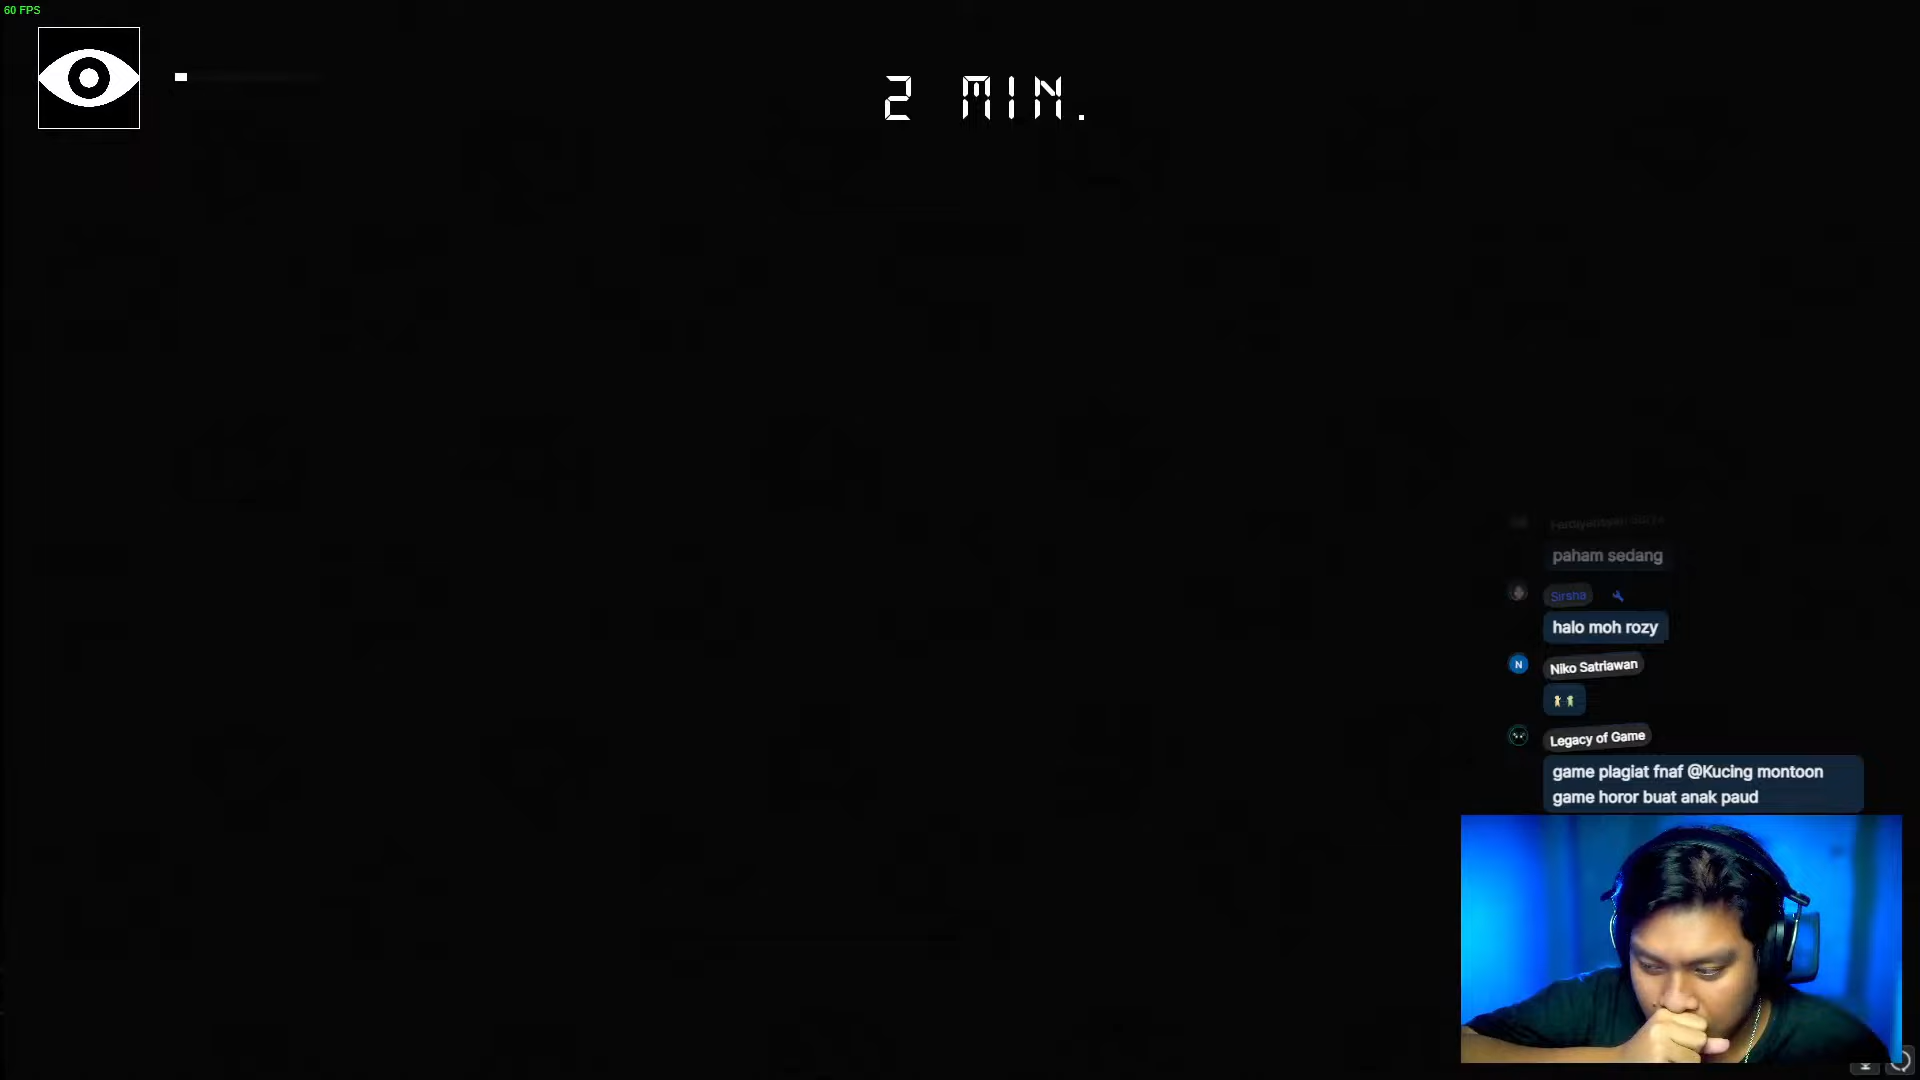 60 FPS
2 MIN.
paham sedang
Sirsha
halo moh rozy
N
Niko Satriawan
Legacy of Game
game plagiat fnaf @Kucing montoon
game horor buat anak paud